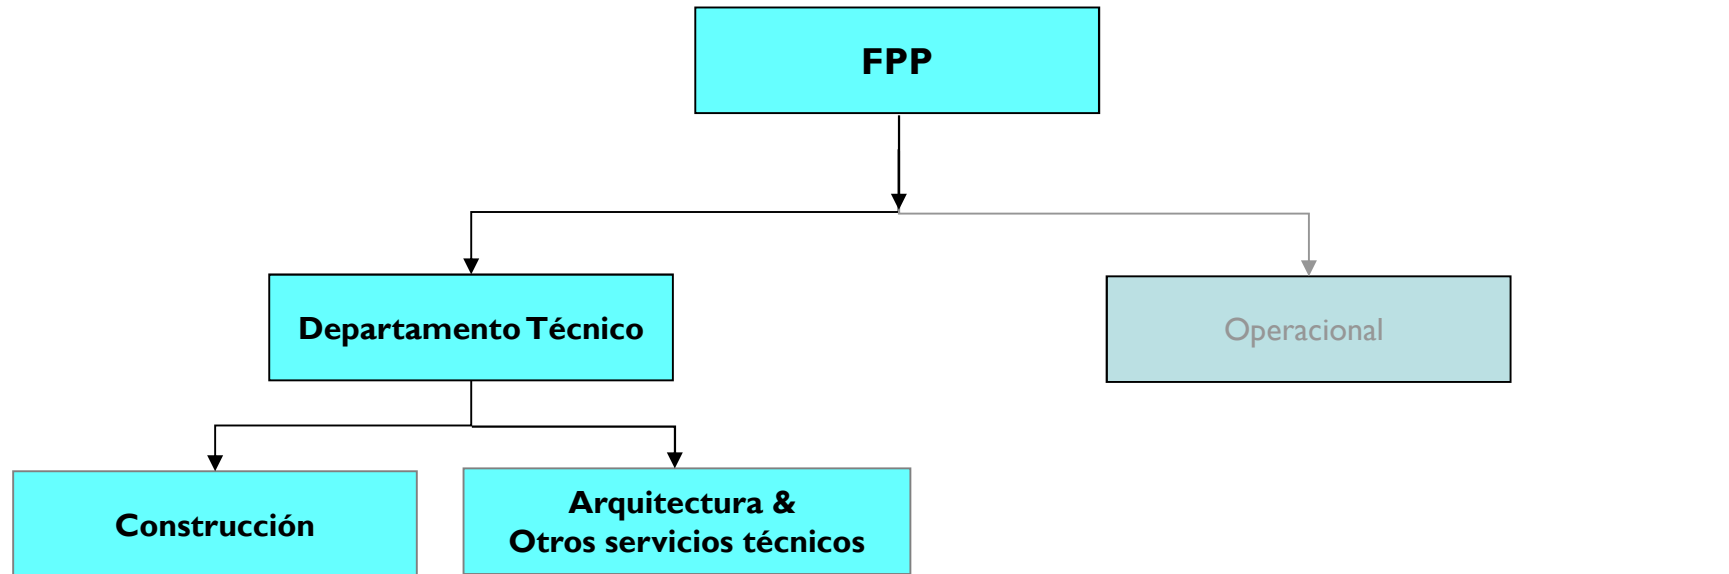 FPP
Departamento Técnico
Operacional
Construcción
Arquitectura &
Otros servicios técnicos